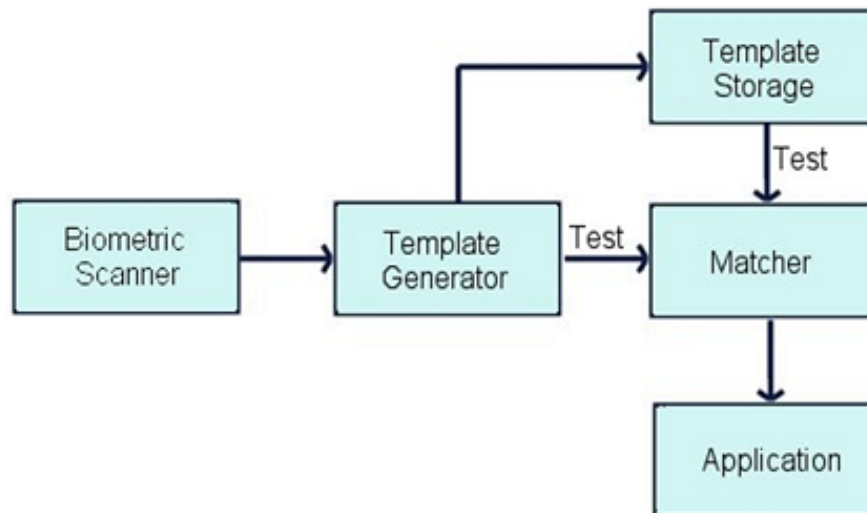 Template
Storage
Test
Biometric
Scanner
Template
Generator
Test
Matcher
Application